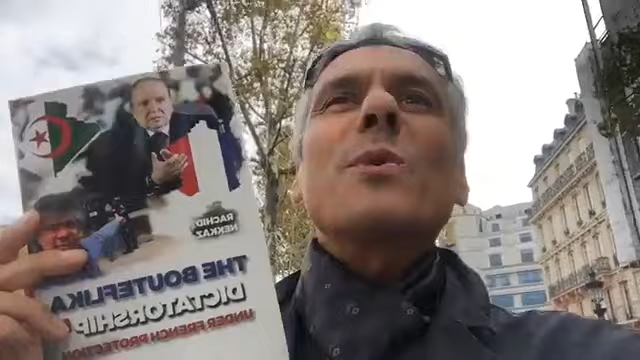 RACHID
NEKKAZ
THE BOUTEFLIKA
DICTATORSHIP
UNDER FRENCH PROTECTION